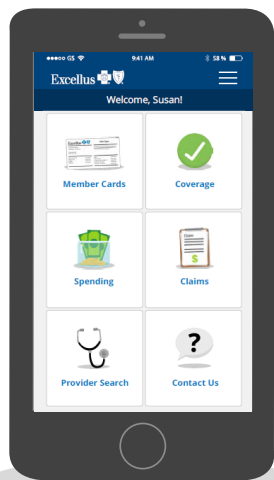 GS 9:41 AM 58%
Excellus
Welcome, Susan!
Member Cards Coverage
$
Spending Claims
?
Provider Search Contact Us